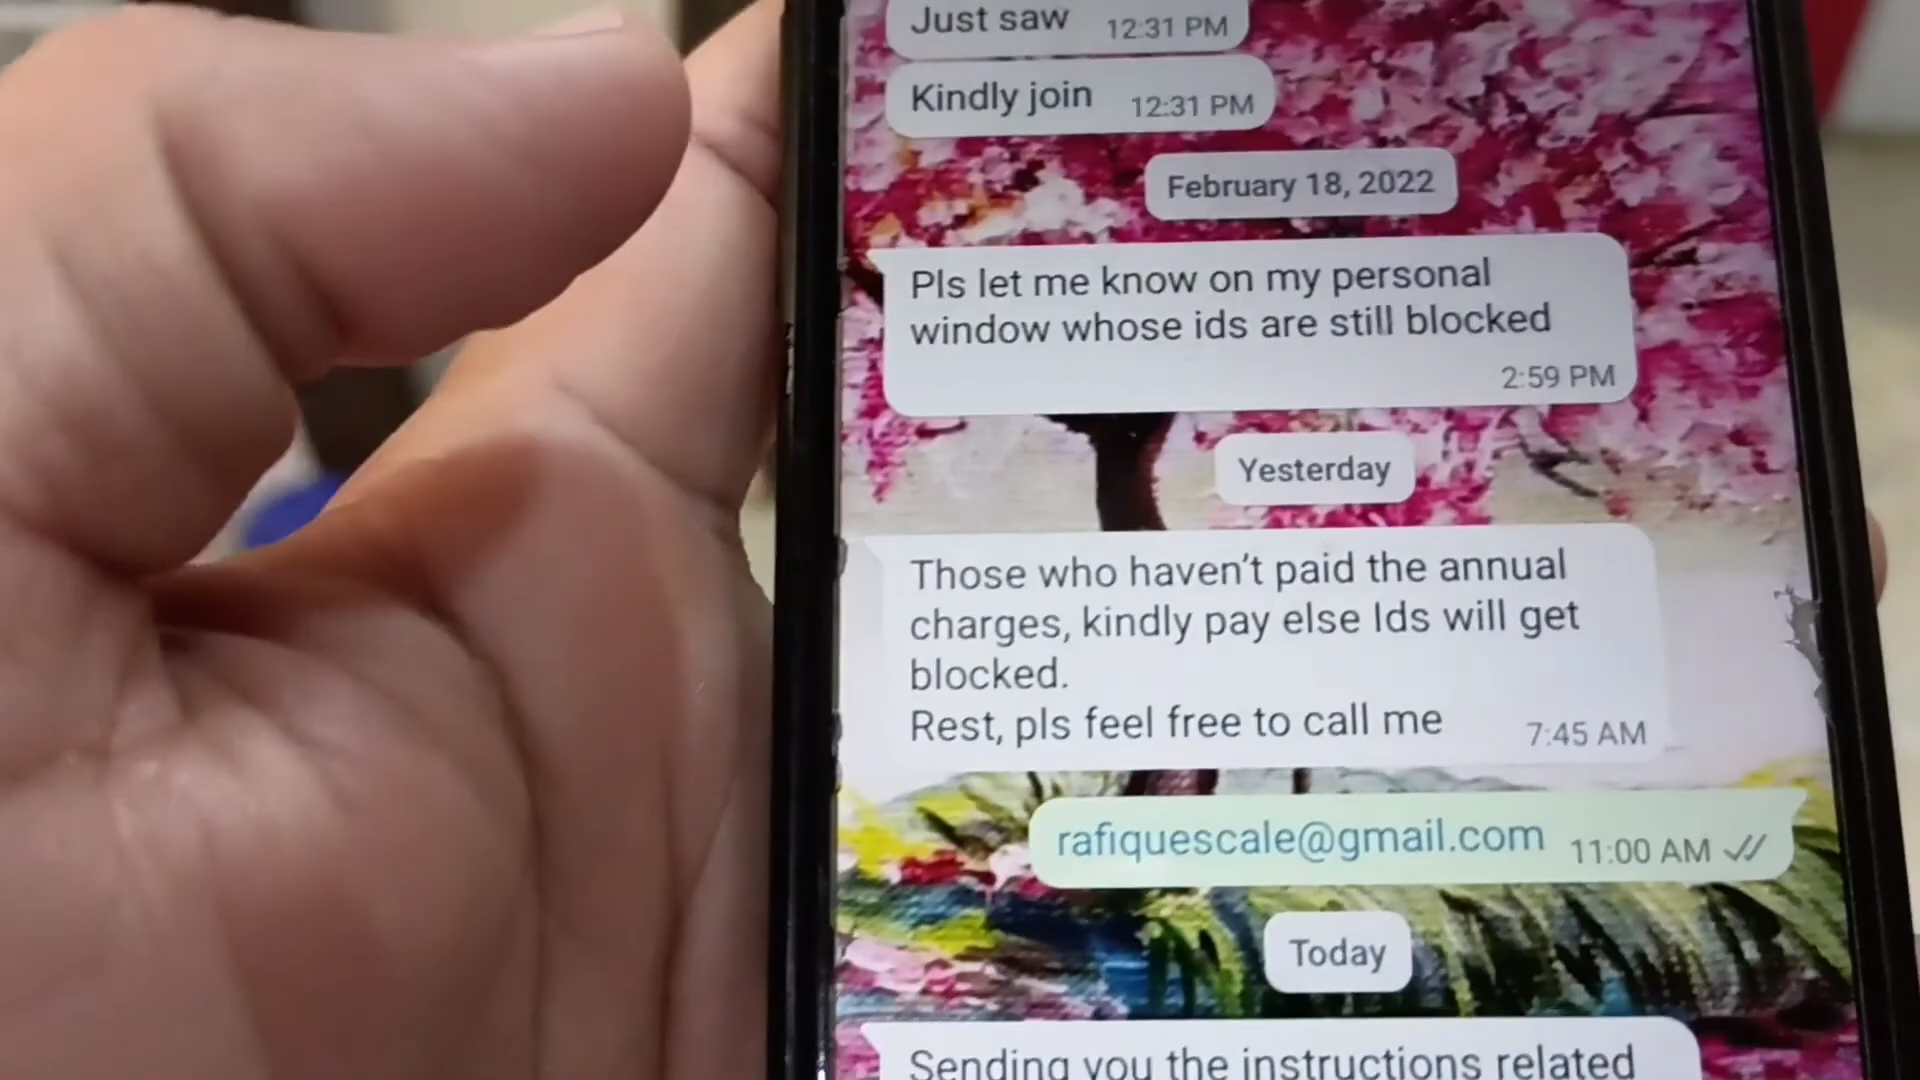 Just saw 12:31 PM
Kindly join 12:31 PM
February 18, 2022
Pls let me know on my personal
window whose ids are still blocked
2:59 PM
Yesterday
Those who haven't paid the annual
charges, kindly pay else Ids will get
blocked.
Rest, pls feel free to call me 7:45 AM
rafiquescale@gmail.com 11:00 AM
Today
Sending you the instructions related